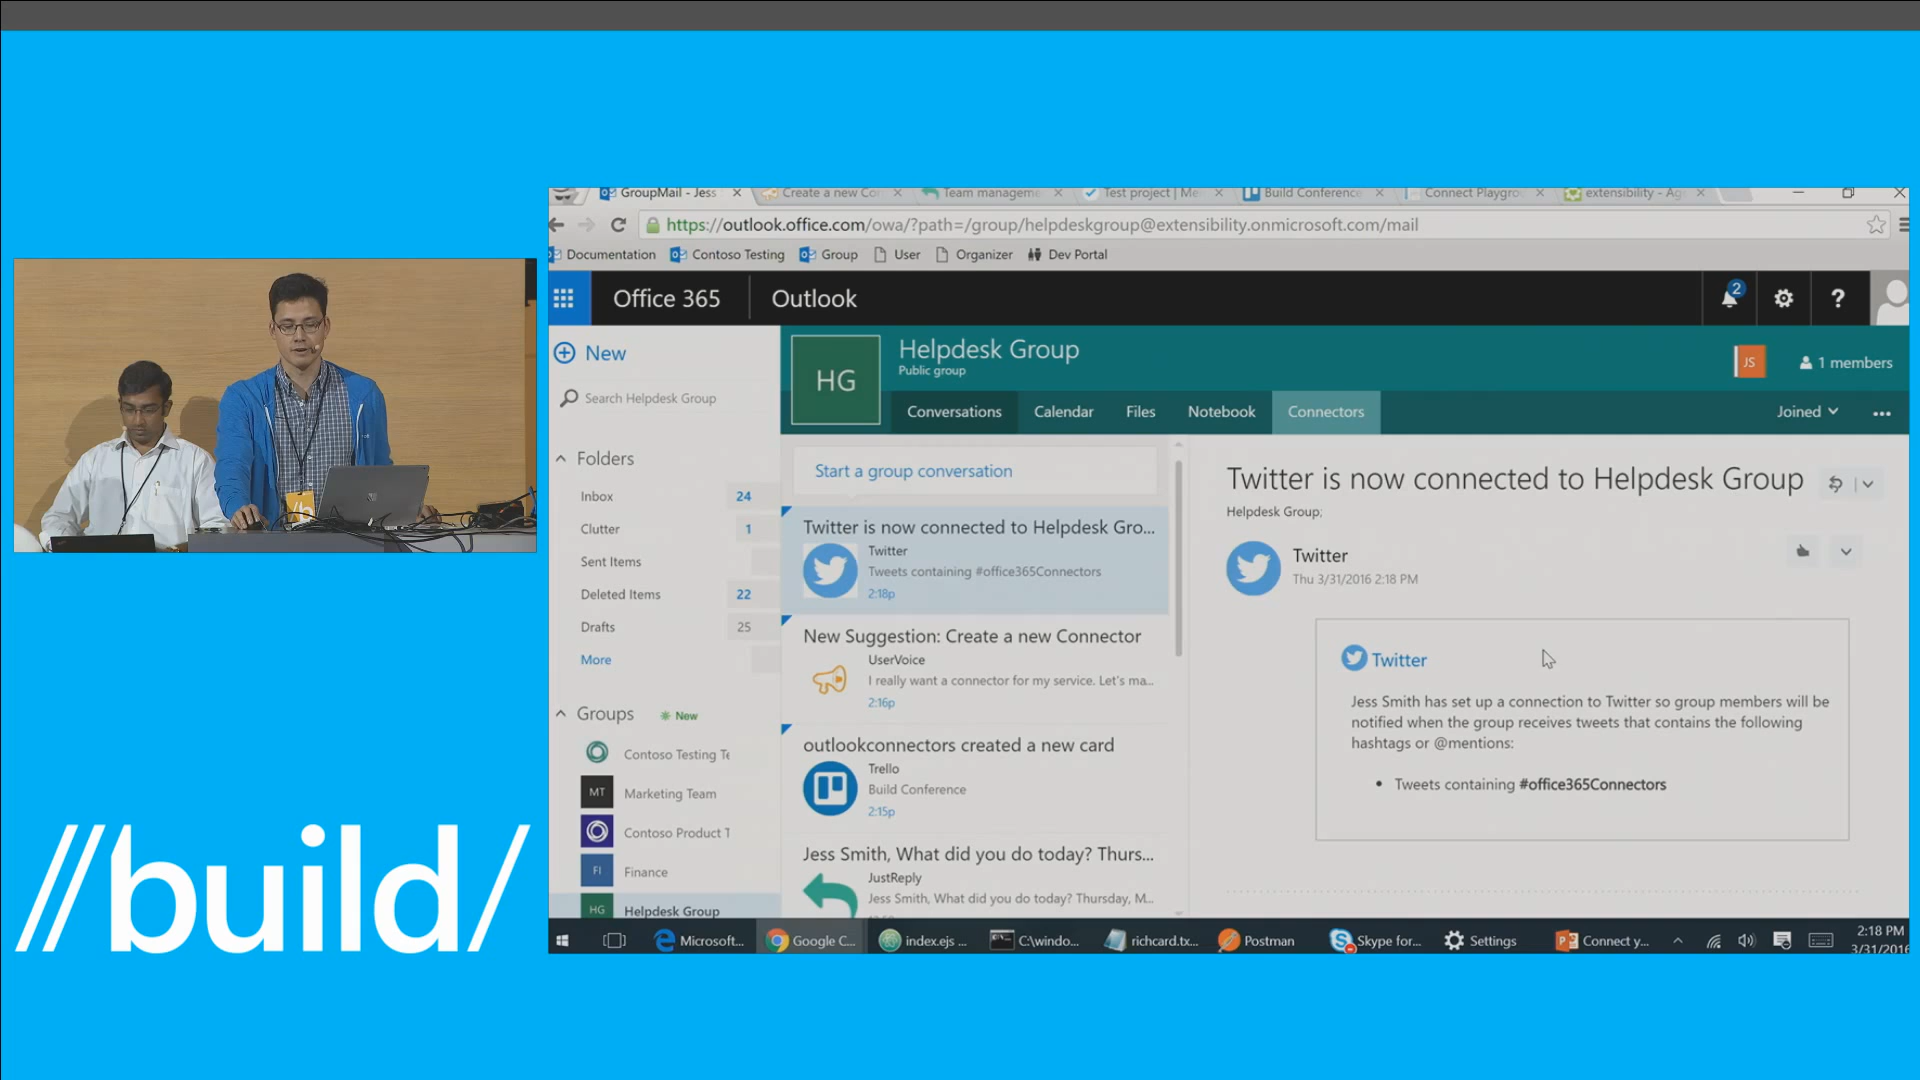 GroupMail - Jess
Create a new Con
Team manageme
Test project | Me
Build Conference
Connect Playgro
extensibility - Ag
https://outlook.office.com/owa/?path=/group/helpdeskgroup@extensibility.onmicrosoft.com/mail
Documentation
Contoso Testing
Group
User
Organizer
Dev Portal
Office 365
Outlook
2
?
New
Search Helpdesk Group
HG
Helpdesk Group
Public group
JS
1 members
Conversations
Calendar
Files
Notebook
Connectors
Joined
Folders
Inbox 24
Clutter 1
Sent Items
Deleted Items 22
Drafts 25
More
Groups New
Contoso Testing Te
MT Marketing Team
Contoso Product T
FI Finance
HG Helpdesk Group
Start a group conversation
Twitter is now connected to Helpdesk Gro...
Twitter
Tweets containing #office365Connectors
2:18p
New Suggestion: Create a new Connector
UserVoice
I really want a connector for my service. Let's ma...
2:16p
outlookconnectors created a new card
Trello
Build Conference
2:15p
Jess Smith, What did you do today? Thurs...
JustReply
Jess Smith, What did you do today? Thursday, M...
Twitter is now connected to Helpdesk Group
Helpdesk Group;
Twitter
Thu 3/31/2016 2:18 PM
Twitter
Jess Smith has set up a connection to Twitter so group members will be
notified when the group receives tweets that contains the following
hashtags or @mentions:
• Tweets containing #office365Connectors
Microsoft...
Google C...
index.ejs ...
C:\windo...
richcard.tx...
Postman
Skype for...
Settings
Connect y...
2:18 PM
3/31/2016
//build/